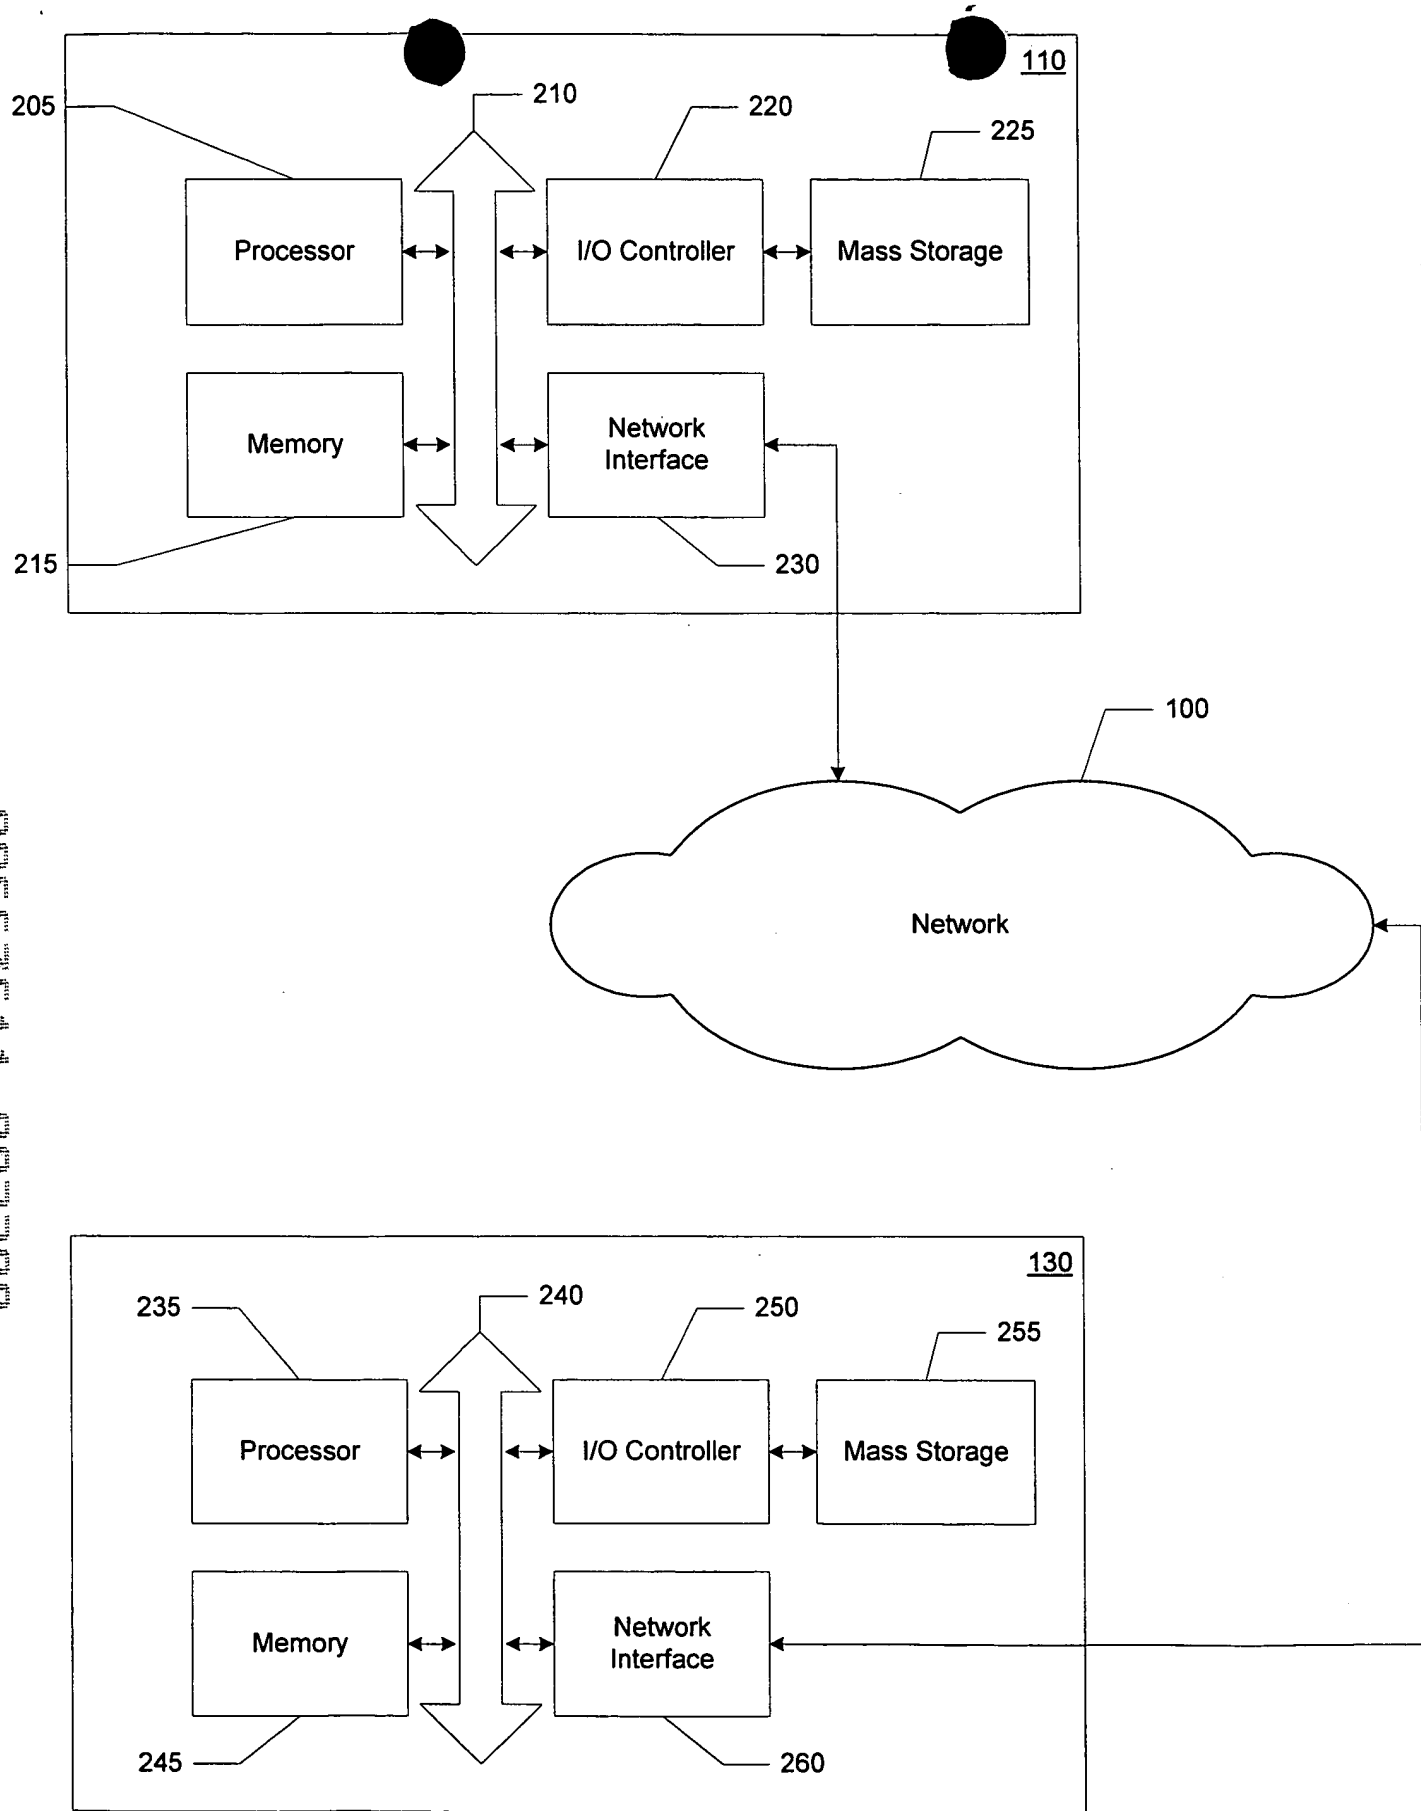 110
205
210
220
225
Processor
I/O Controller
Mass Storage
Memory
Network
Interface
215
230
100
Network
130
235
240
250
255
Processor
I/O Controller
Mass Storage
Memory
Network
Interface
245
260